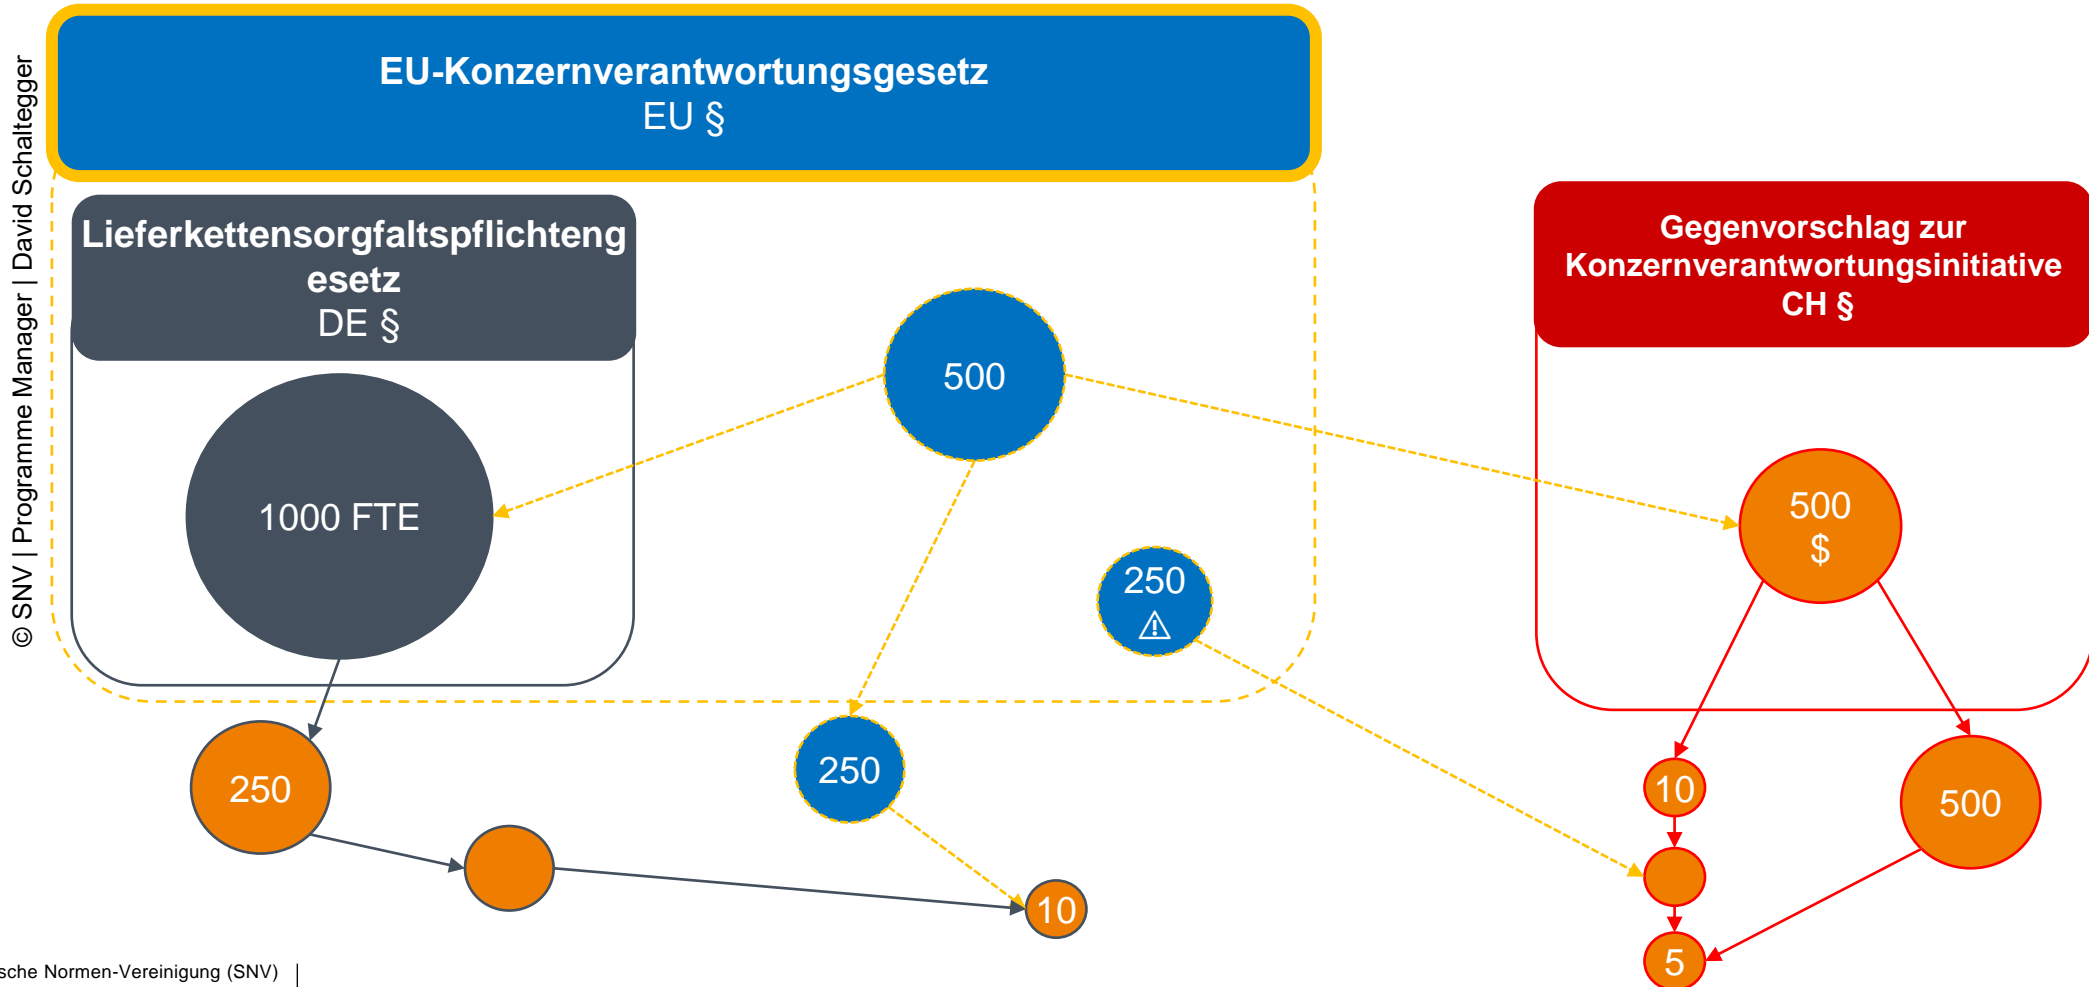 EU-Konzernverantwortungsgesetz
EU §
© SNV | Programme Manager | David Schaltegger
Lieferkettensorgfaltspflichteng
esetz
DE §
Gegenvorschlag zur
Konzernverantwortungsinitiative
CH §
500
1000 FTE
500
$
250
⚠
250
250
10
500
10
5
sche Normen-Vereinigung (SNV)